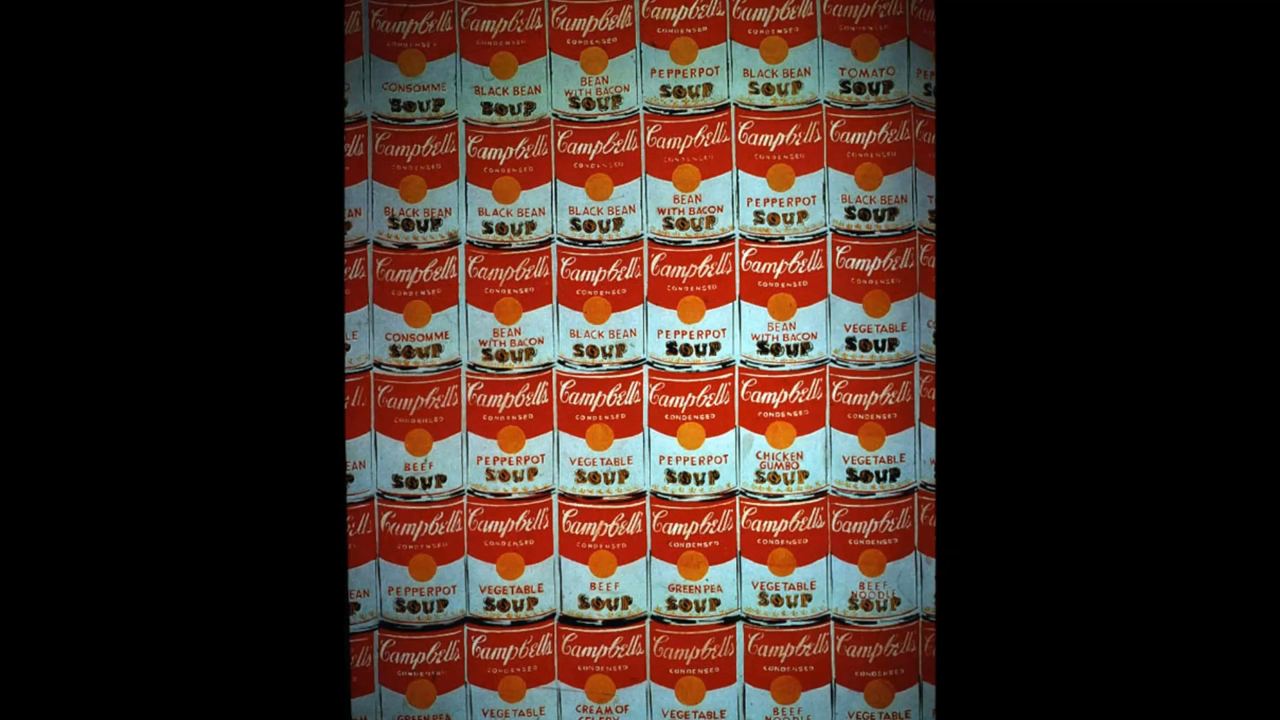 Campbell's Campbell's Campbell's Campbell's Campbell's Campbell's
CONDENSED CONDENSED CONDENSED CONDENSED CONDENSED CONDENSED
CONSOMME BLACK BEAN BEAN WITH BACON PEPPERPOT BLACK BEAN TOMATO
SOUP SOUP SOUP SOUP SOUP SOUP
Campbell's Campbell's Campbell's Campbell's Campbell's Campbell's
CONDENSED CONDENSED CONDENSED CONDENSED CONDENSED CONDENSED
BLACK BEAN BLACK BEAN BLACK BEAN BEAN WITH BACON PEPPERPOT BLACK BEAN
SOUP SOUP SOUP SOUP SOUP SOUP
Campbell's Campbell's Campbell's Campbell's Campbell's Campbell's
CONDENSED CONDENSED CONDENSED CONDENSED CONDENSED CONDENSED
CONSOMME BEAN WITH BACON BLACK BEAN PEPPERPOT BEAN WITH BACON VEGETABLE
SOUP SOUP SOUP SOUP SOUP SOUP
Campbell's Campbell's Campbell's Campbell's Campbell's Campbell's
CONDENSED CONDENSED CONDENSED CONDENSED CONDENSED CONDENSED
BEEF PEPPERPOT VEGETABLE PEPPERPOT CHICKEN GUMBO VEGETABLE
SOUP SOUP SOUP SOUP SOUP SOUP
Campbell's Campbell's Campbell's Campbell's Campbell's Campbell's
CONDENSED CONDENSED CONDENSED CONDENSED CONDENSED CONDENSED
PEPPERPOT VEGETABLE BEEF GREEN PEA VEGETABLE BEEF NOODLE
SOUP SOUP SOUP SOUP SOUP SOUP
Campbell's Campbell's Campbell's Campbell's Campbell's Campbell's
CONDENSED CONDENSED CONDENSED CONDENSED CONDENSED CONDENSED
GREEN PEA VEGETABLE CREAM OF CELERY VEGETABLE BEEF NOODLE VEGETABLE